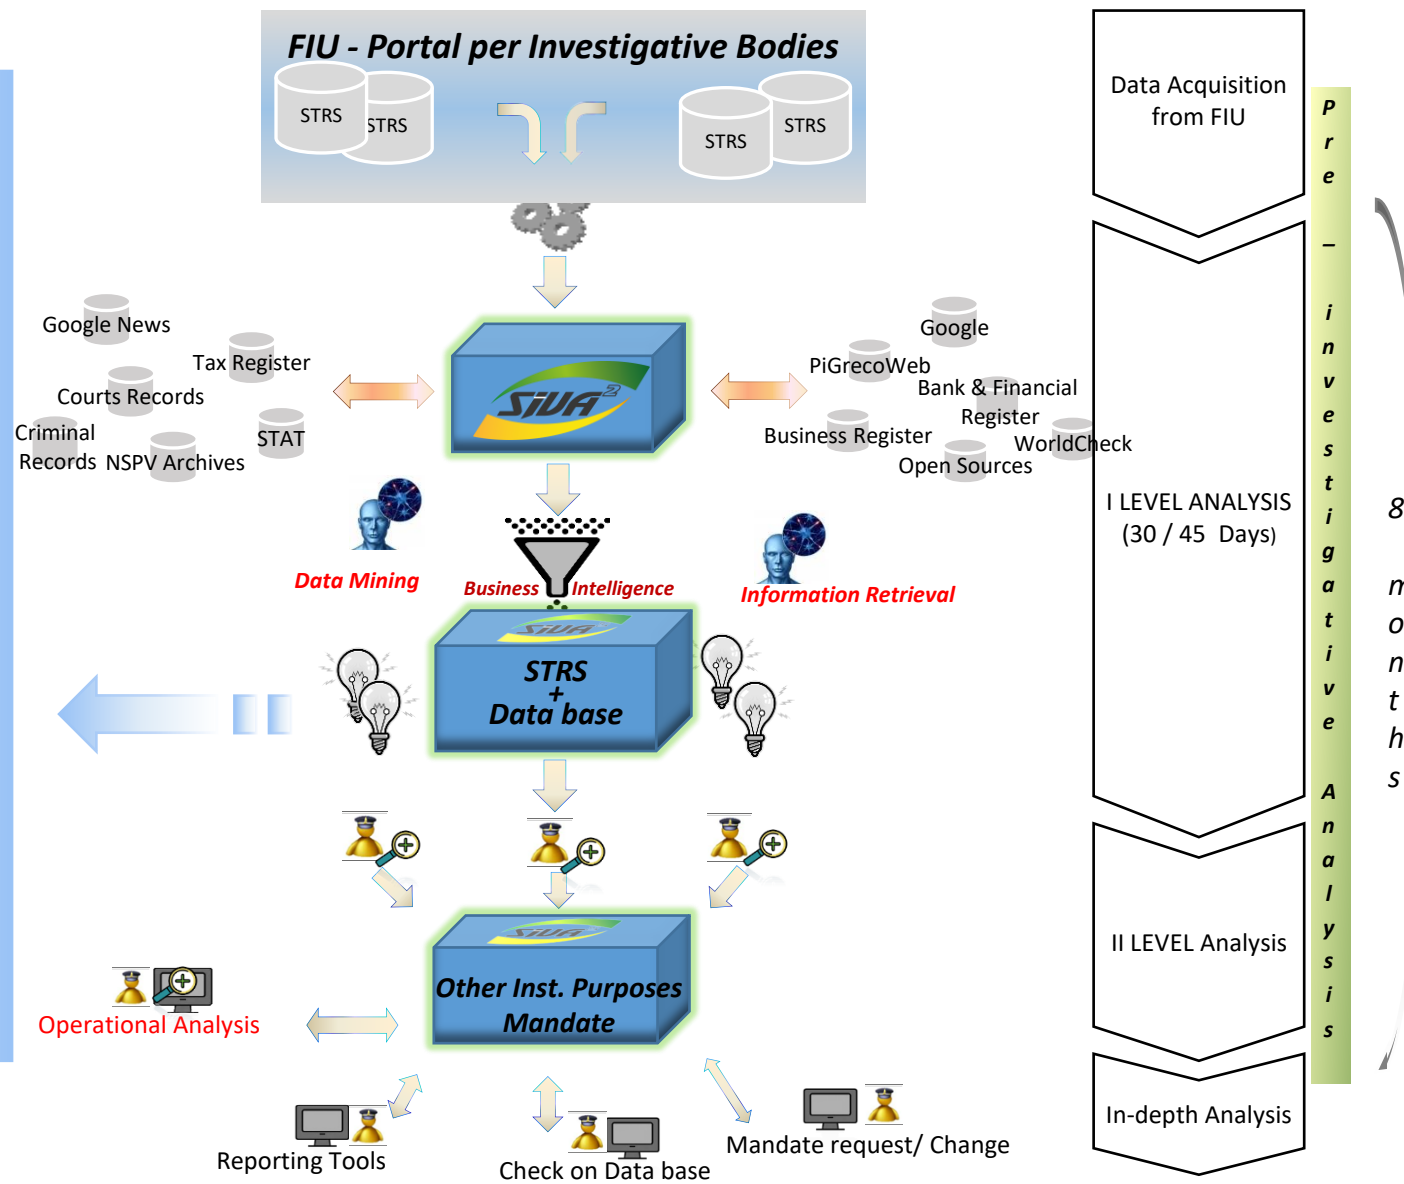 FIU - Portal per Investigative Bodies
STRS
STRS
STRS
STRS
Google News
Tax Register
Courts Records
Criminal
Records
NSPV Archives
STAT
SiVA2
Google
PiGrecoWeb
Bank & Financial
Register
Business Register
WorldCheck
Open Sources
Data Mining
Business Intelligence
Information Retrieval
SiVA2
STRS
+
Data base
SiVA2
Other Inst. Purposes
Mandate
Operational Analysis
Reporting Tools
Check on Data base
Mandate request/ Change
Data Acquisition
from FIU
I LEVEL ANALYSIS
(30 / 45 Days)
II LEVEL Analysis
In-depth Analysis
Pre – investigative Analysis
8 months